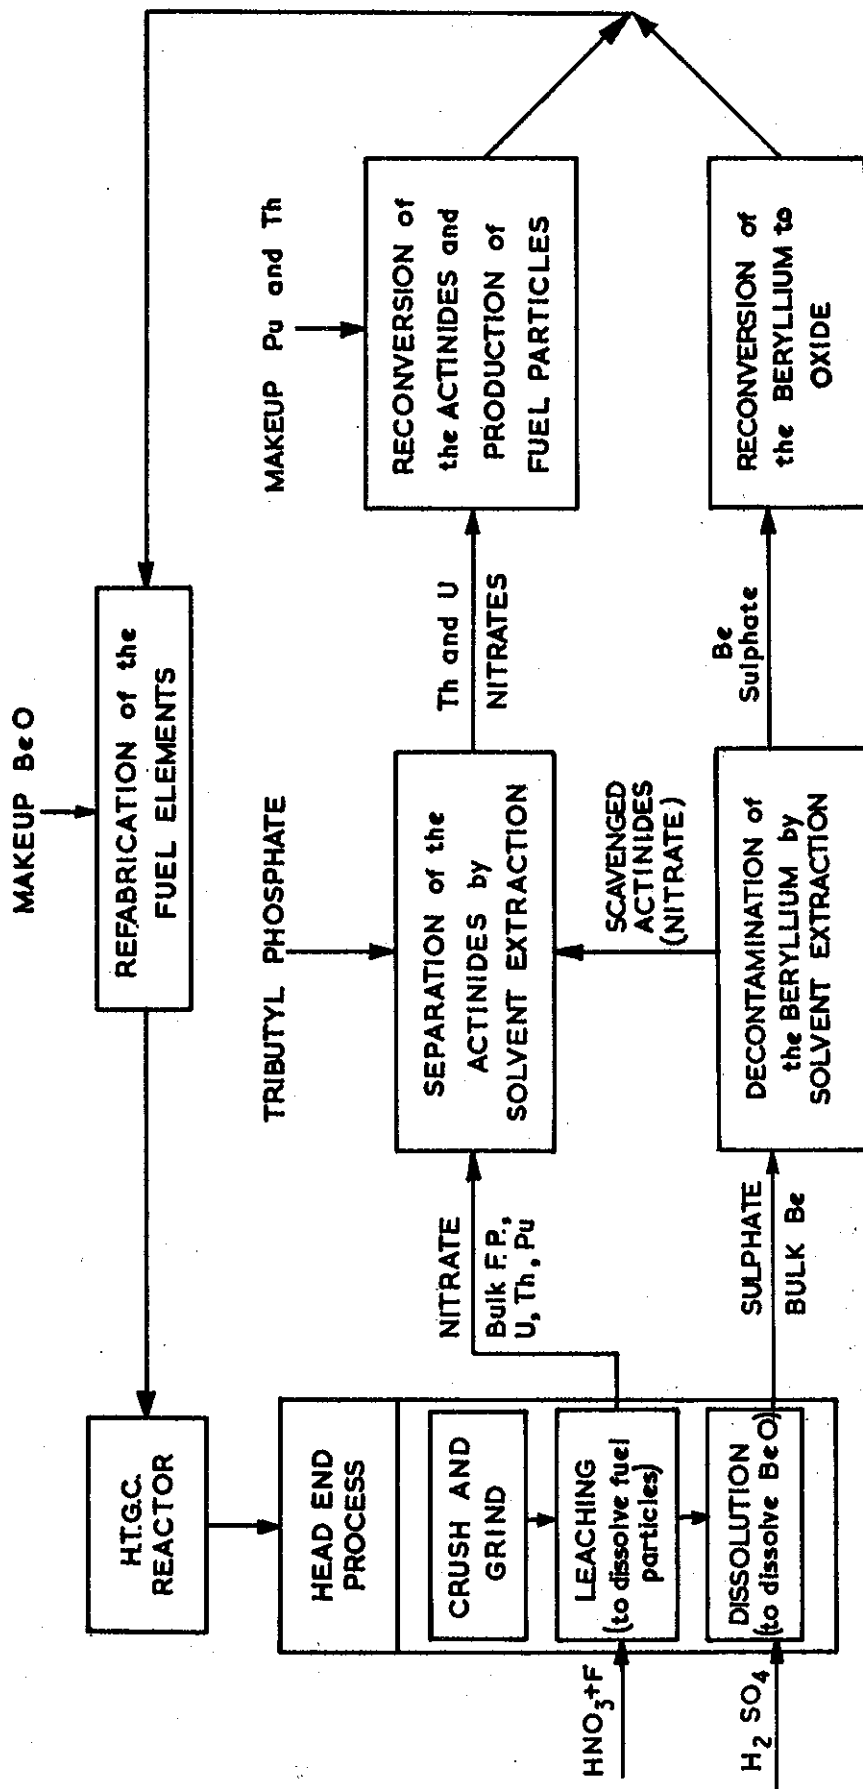 MAKEUP BeO
REFABRICATION of the
FUEL ELEMENTS
H.T.G.C.
REACTOR
HEAD END
PROCESS
CRUSH AND
GRIND
LEACHING
(to dissolve fuel
particles)
DISSOLUTION
(to dissolve BeO)
HNO₃+F
H₂ SO₄
NITRATE
Bulk F.P.,
U, Th, Pu
SULPHATE
BULK Be
TRIBUTYL PHOSPHATE
SEPARATION of the
ACTINIDES by
SOLVENT EXTRACTION
SCAVENGED
ACTINIDES
(NITRATE)
DECONTAMINATION of
the BERYLLIUM by
SOLVENT EXTRACTION
Th and U
NITRATES
Be
Sulphate
MAKEUP Pu and Th
RECONVERSION of
the ACTINIDES and
PRODUCTION of
FUEL PARTICLES
RECONVERSION of
the BERYLLIUM to
OXIDE